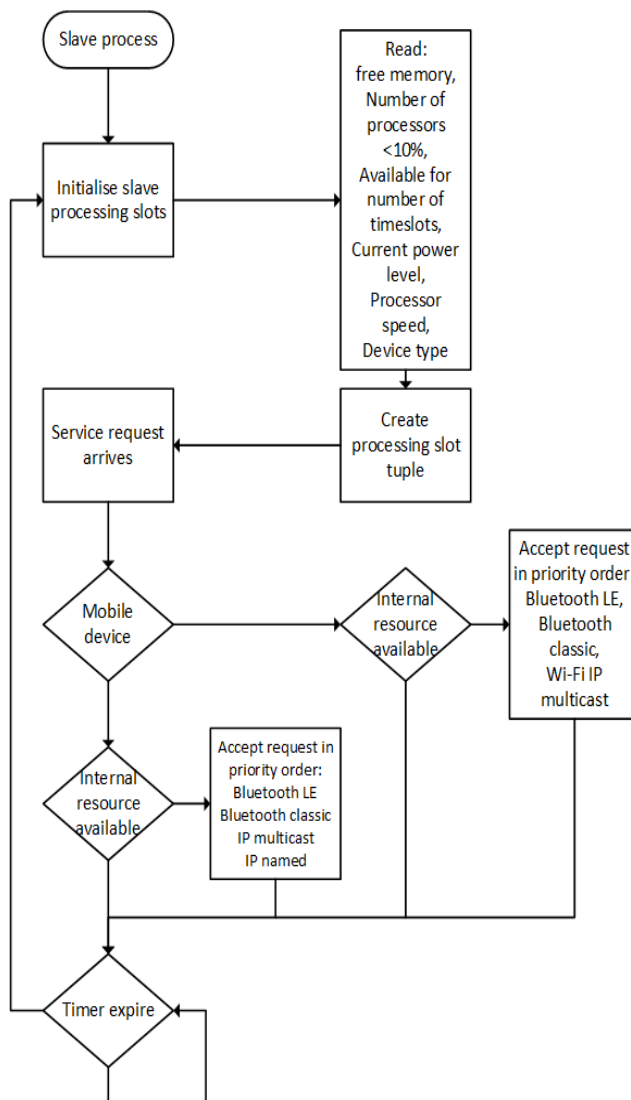 Slave process
Read:
free memory,
Number of
processors
<10%,
Available for
number of
timeslots,
Current power
level,
Processor
speed,
Device type
Initialise slave
processing slots
Service request
arrives
Create
processing slot
tuple
Mobile
device
Internal
resource
available
Accept request
in priority order
Bluetooth LE,
Bluetooth
classic,
Wi-Fi IP
multicast
Internal
resource
available
Accept request in
priority order:
Bluetooth LE
Bluetooth classic
IP multicast
IP named
Timer expire